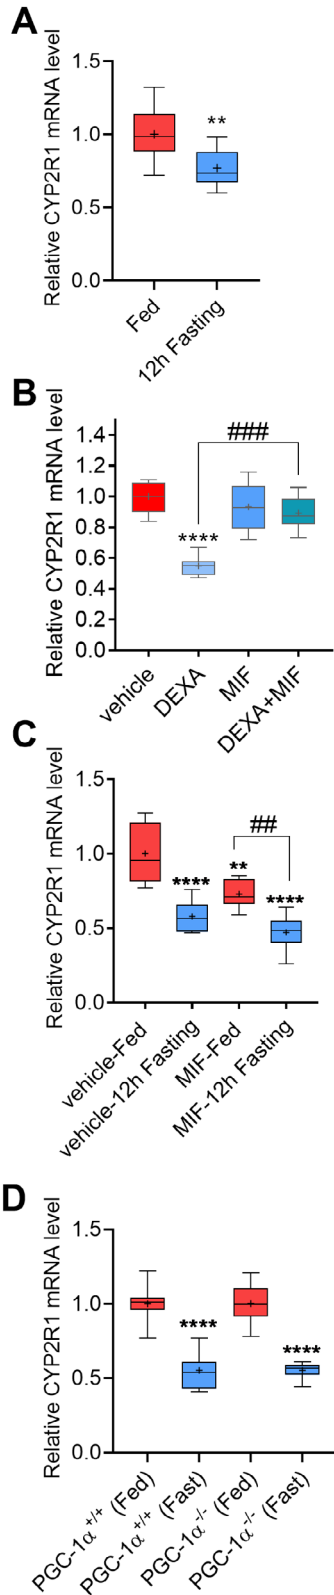 A
Relative CYP2R1 mRNA level
1.5
1.0
0.5
0.0
**
Fed
12h Fasting
B
Relative CYP2R1 mRNA level
1.4
1.2
1.0
0.8
0.6
0.4
0.2
0.0
###
****
vehicle
DEXA
MIF
DEXA+MIF
C
Relative CYP2R1 mRNA level
1.5
1.0
0.5
0.0
##
****
**
****
vehicle-Fed
vehicle-12h Fasting
MIF-Fed
MIF-12h Fasting
D
Relative CYP2R1 mRNA level
1.5
1.0
0.5
0.0
****
****
PGC-1α+/+ (Fed)
PGC-1α+/+ (Fast)
PGC-1α-/- (Fed)
PGC-1α-/- (Fast)